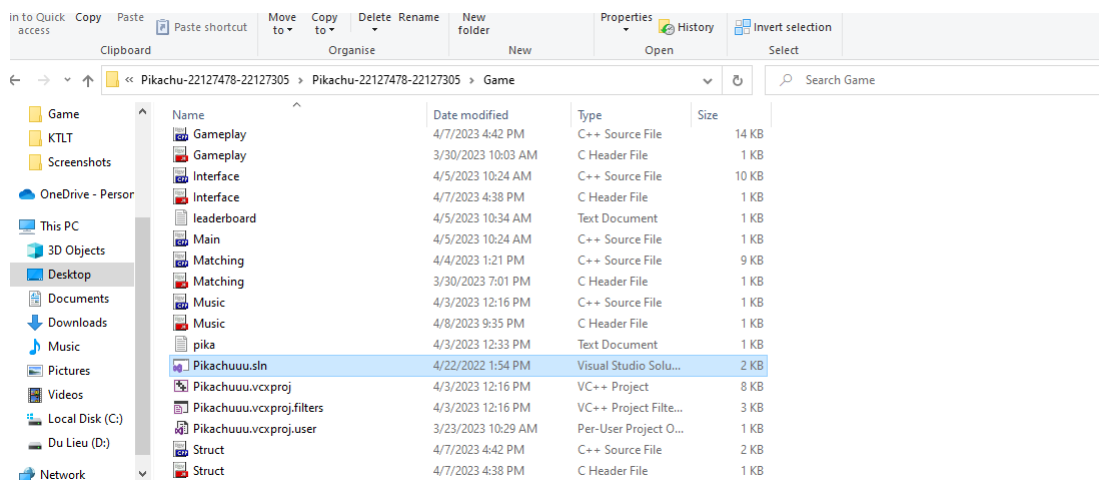 in to Quick Copy Paste
access
Paste shortcut
Move to Copy to Delete Rename
New folder
Properties
History
Invert selection
Clipboard Organise New Open Select
« Pikachu-22127478-22127305 > Pikachu-22127478-22127305 > Game
Search Game
Game
KTLT
Screenshots
OneDrive - Person
This PC
3D Objects
Desktop
Documents
Downloads
Music
Pictures
Videos
Local Disk (C:)
Du Lieu (D:)
Network
Name Date modified Type Size
Gameplay 4/7/2023 4:42 PM C++ Source File 14 KB
Gameplay 3/30/2023 10:03 AM C Header File 1 KB
Interface 4/5/2023 10:24 AM C++ Source File 10 KB
Interface 4/7/2023 4:38 PM C Header File 1 KB
leaderboard 4/5/2023 10:34 AM Text Document 1 KB
Main 4/5/2023 10:24 AM C++ Source File 1 KB
Matching 4/4/2023 1:21 PM C++ Source File 9 KB
Matching 3/30/2023 7:01 PM C Header File 1 KB
Music 4/3/2023 12:16 PM C++ Source File 1 KB
Music 4/8/2023 9:35 PM C Header File 1 KB
pika 4/3/2023 12:33 PM Text Document 1 KB
Pikachuuu.sln 4/22/2022 1:54 PM Visual Studio Solu... 2 KB
Pikachuuu.vcxproj 4/3/2023 12:16 PM VC++ Project 8 KB
Pikachuuu.vcxproj.filters 4/3/2023 12:16 PM VC++ Project Filte... 3 KB
Pikachuuu.vcxproj.user 3/23/2023 10:29 AM Per-User Project O... 1 KB
Struct 4/7/2023 4:42 PM C++ Source File 2 KB
Struct 4/7/2023 4:38 PM C Header File 1 KB